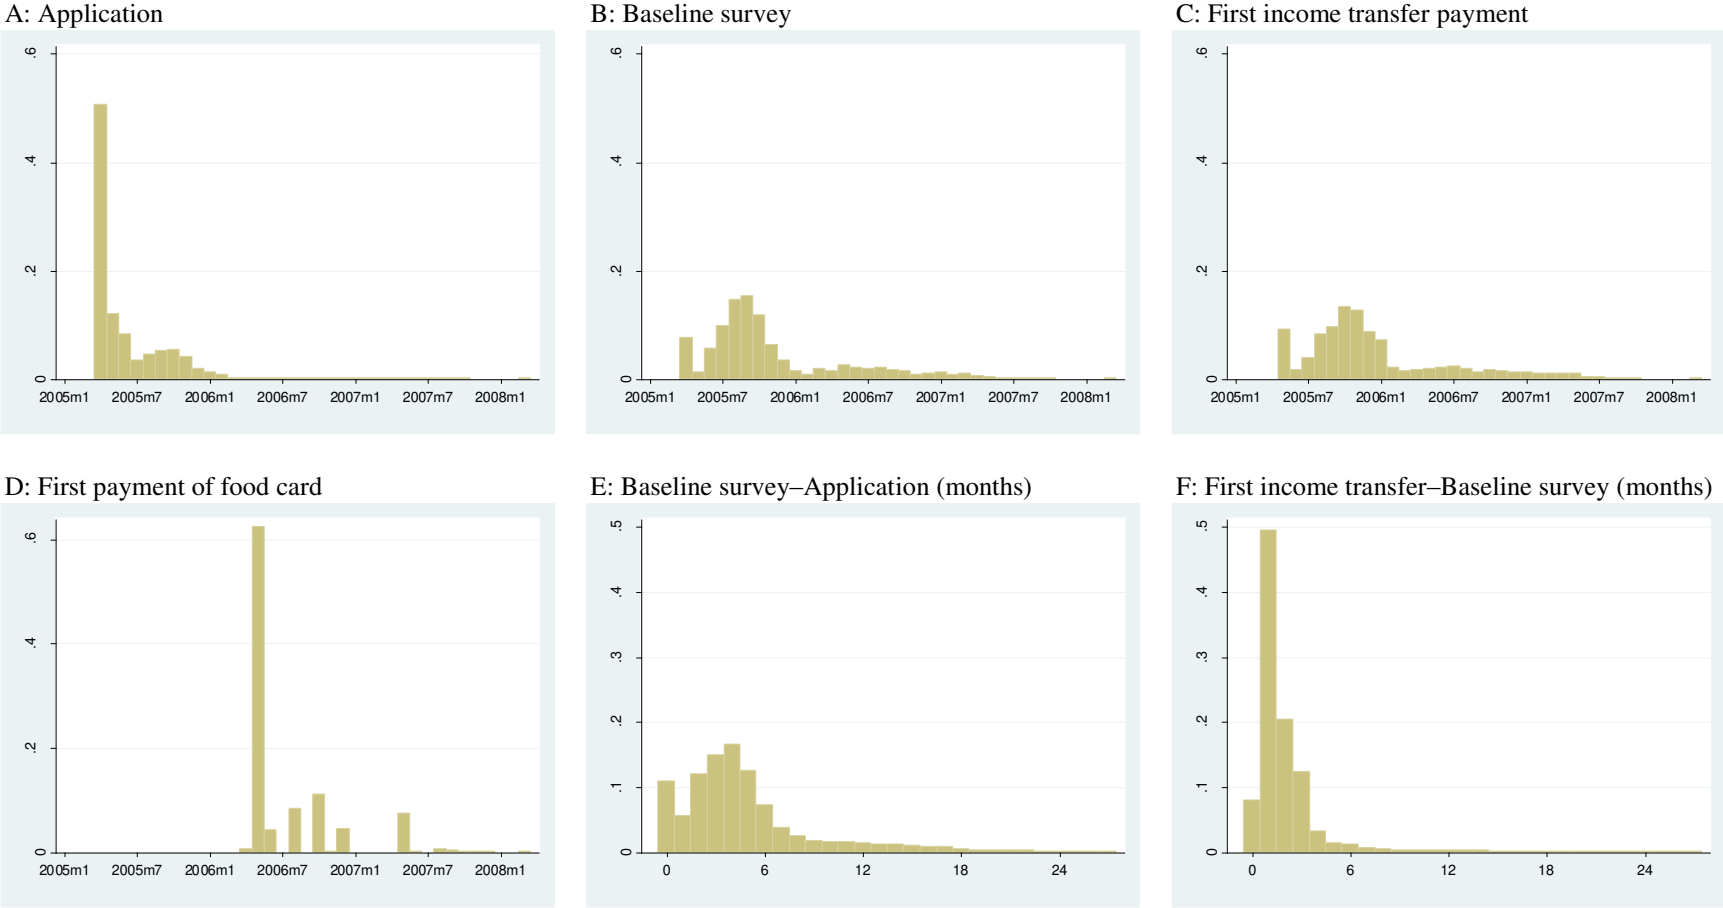 A: Application
.6
.4
.2
0
2005m1 2005m7 2006m1 2006m7 2007m1 2007m7 2008m1
B: Baseline survey
.6
.4
.2
0
2005m1 2005m7 2006m1 2006m7 2007m1 2007m7 2008m1
C: First income transfer payment
.6
.4
.2
0
2005m1 2005m7 2006m1 2006m7 2007m1 2007m7 2008m1
D: First payment of food card
.6
.4
.2
0
2005m1 2005m7 2006m1 2006m7 2007m1 2007m7 2008m1
E: Baseline survey–Application (months)
.5
.4
.3
.2
.1
0
0 6 12 18 24
F: First income transfer–Baseline survey (months)
.5
.4
.3
.2
.1
0
0 6 12 18 24